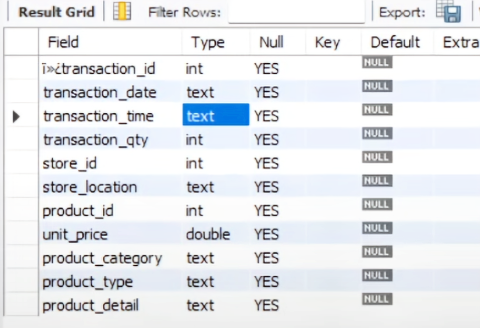 Result Grid Filter Rows: Export:
Field Type Null Key Default Extra
ï»¿transaction_id int YES NULL
transaction_date text YES NULL
transaction_time text YES NULL
transaction_qty int YES NULL
store_id int YES NULL
store_location text YES NULL
product_id int YES NULL
unit_price double YES NULL
product_category text YES NULL
product_type text YES NULL
product_detail text YES NULL